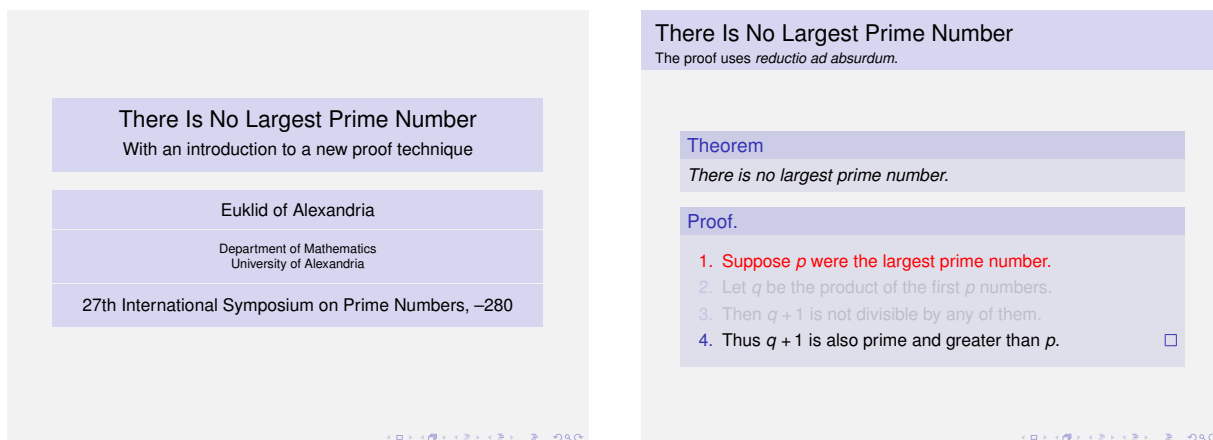 There Is No Largest Prime Number
With an introduction to a new proof technique
Euklid of Alexandria
Department of Mathematics
University of Alexandria
27th International Symposium on Prime Numbers, –280
There Is No Largest Prime Number
The proof uses reductio ad absurdum.
Theorem
There is no largest prime number.
Proof.
1. Suppose p were the largest prime number.
2. Let q be the product of the first p numbers.
3. Then q + 1 is not divisible by any of them.
4. Thus q + 1 is also prime and greater than p.